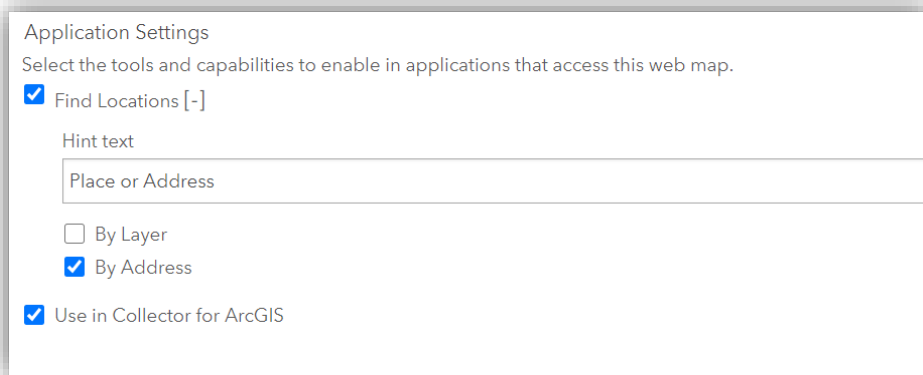 Application Settings
Select the tools and capabilities to enable in applications that access this web map.
Find Locations [-]
Hint text
Place or Address
By Layer
By Address
Use in Collector for ArcGIS